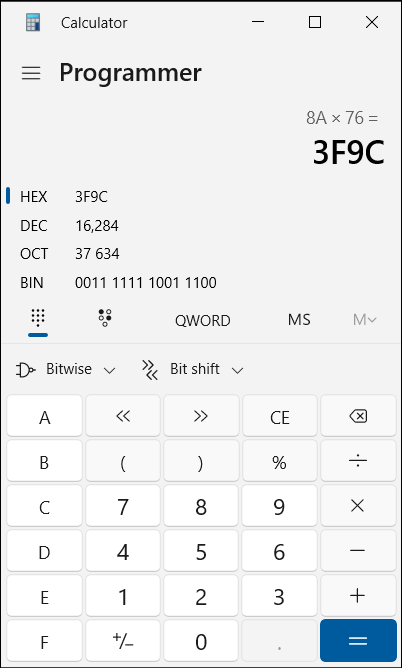 Calculator
Programmer
8A × 76 =
3F9C
HEX 3F9C
DEC 16,284
OCT 37 634
BIN 0011 1111 1001 1100
QWORD MS M
Bitwise Bit shift
A << >> CE
B ( ) % ÷
C 7 8 9 ×
D 4 5 6 −
E 1 2 3 +
F +/− 0 . =